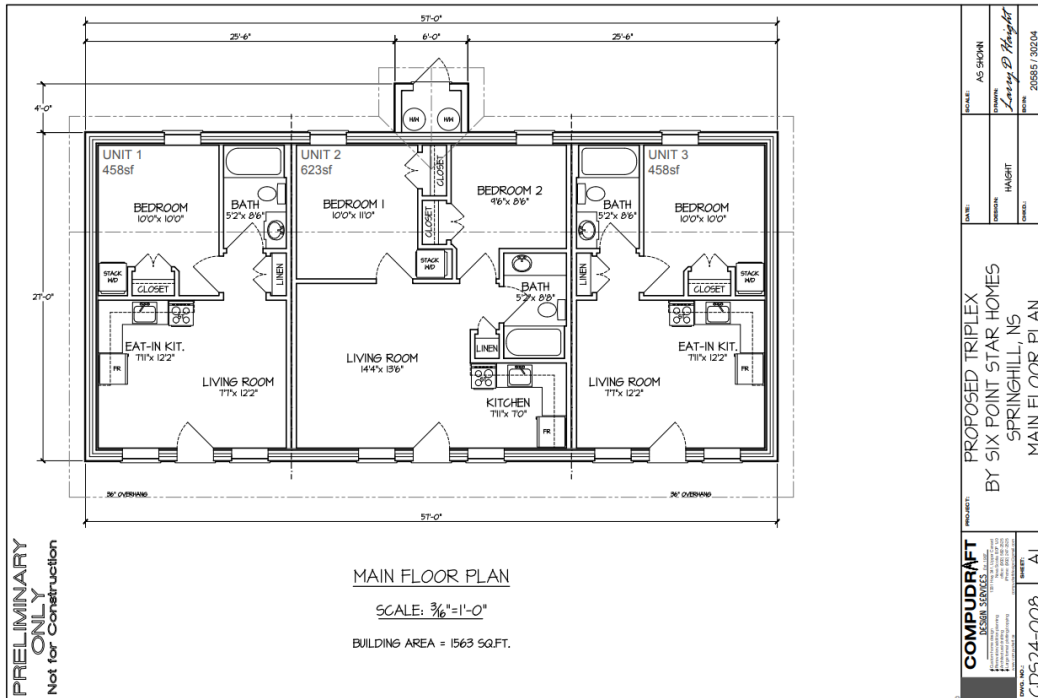 57'-0"
25'-6"
6'-0"
25'-6"
4'-0"
27'-0"
H/W
H/W
UNIT 1
458sf
BEDROOM
10'0"x 10'0"
BATH
5'2"x 8'6"
STACK
W/D
CLOSET
LINEN
EAT-IN KIT.
7'11"x 12'2"
FR
LIVING ROOM
7'7"x 12'2"
UNIT 2
623sf
BEDROOM 1
10'0"x 11'0"
CLOSET
CLOSET
BEDROOM 2
9'6"x 8'6"
STACK
W/D
BATH
5'2"x 8'8"
LINEN
LIVING ROOM
14'4"x 13'6"
KITCHEN
7'11"x 7'0"
FR
UNIT 3
458sf
BATH
5'2"x 8'6"
BEDROOM
10'0"x 10'0"
LINEN
CLOSET
STACK
W/D
EAT-IN KIT.
7'11"x 12'2"
FR
LIVING ROOM
7'7"x 12'2"
36" OVERHANG
36" OVERHANG
57'-0"
MAIN FLOOR PLAN
SCALE: 3/16"=1'-0"
BUILDING AREA = 1563 SQ.FT.
PRELIMINARY
ONLY
Not for Construction
SCALE: AS SHOWN
DRAWN: Larry D Haight
BCIN: 20585 / 30204
DATE:
DESIGN: HAIGHT
CHKD.:
PROJECT:
PROPOSED TRIPLEX
BY SIX POINT STAR HOMES
SPRINGHILL, NS
MAIN FLOOR PLAN
COMPUDRAFT
DESIGN SERVICES
DWG. NO.: CDS24-008
SHEET: A1